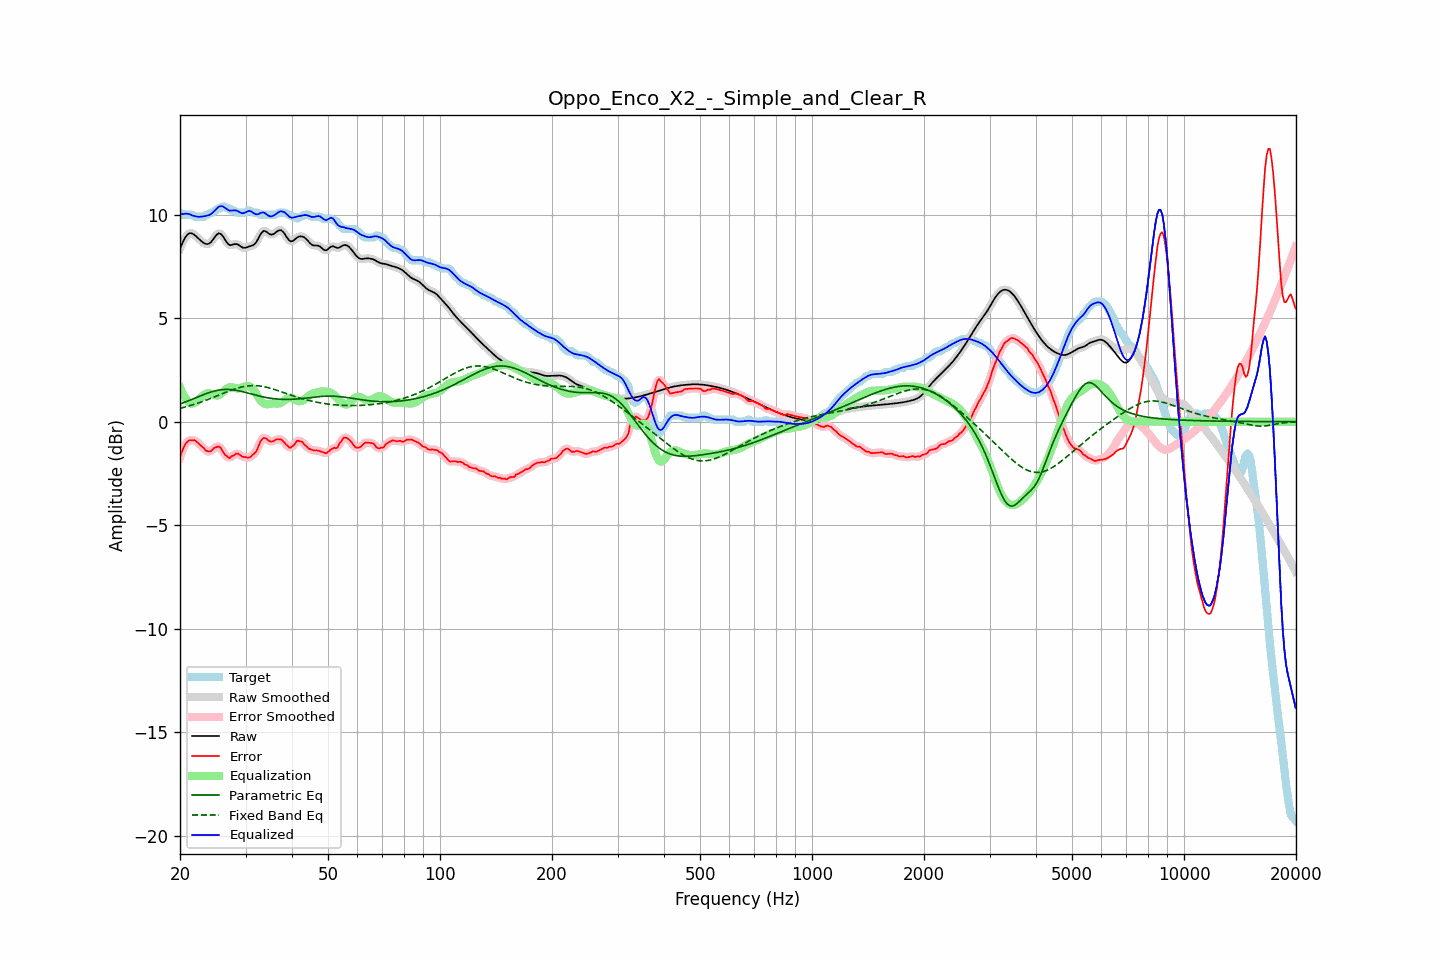 Oppo_Enco_X2_-_Simple_and_Clear_R
Amplitude (dBr)
10
5
0
−5
−10
−15
−20
Target
Raw Smoothed
Error Smoothed
Raw
Error
Equalization
Parametric Eq
Fixed Band Eq
Equalized
20 50 100 200 500 1000 2000 5000 10000 20000
Frequency (Hz)